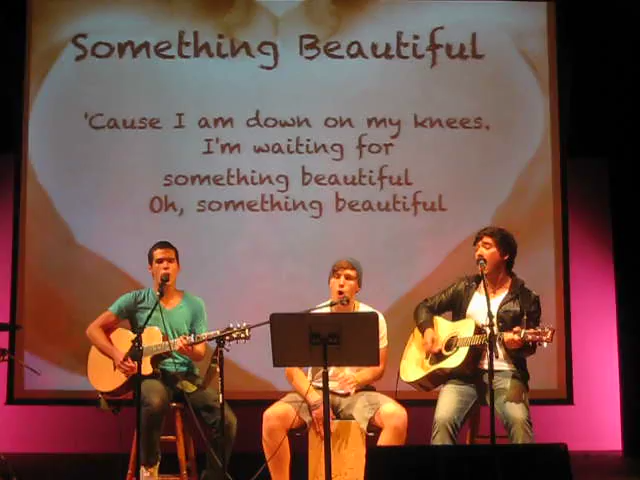 Something Beautiful
'Cause I am down on my knees.
I'm waiting for
something beautiful
Oh, something beautiful